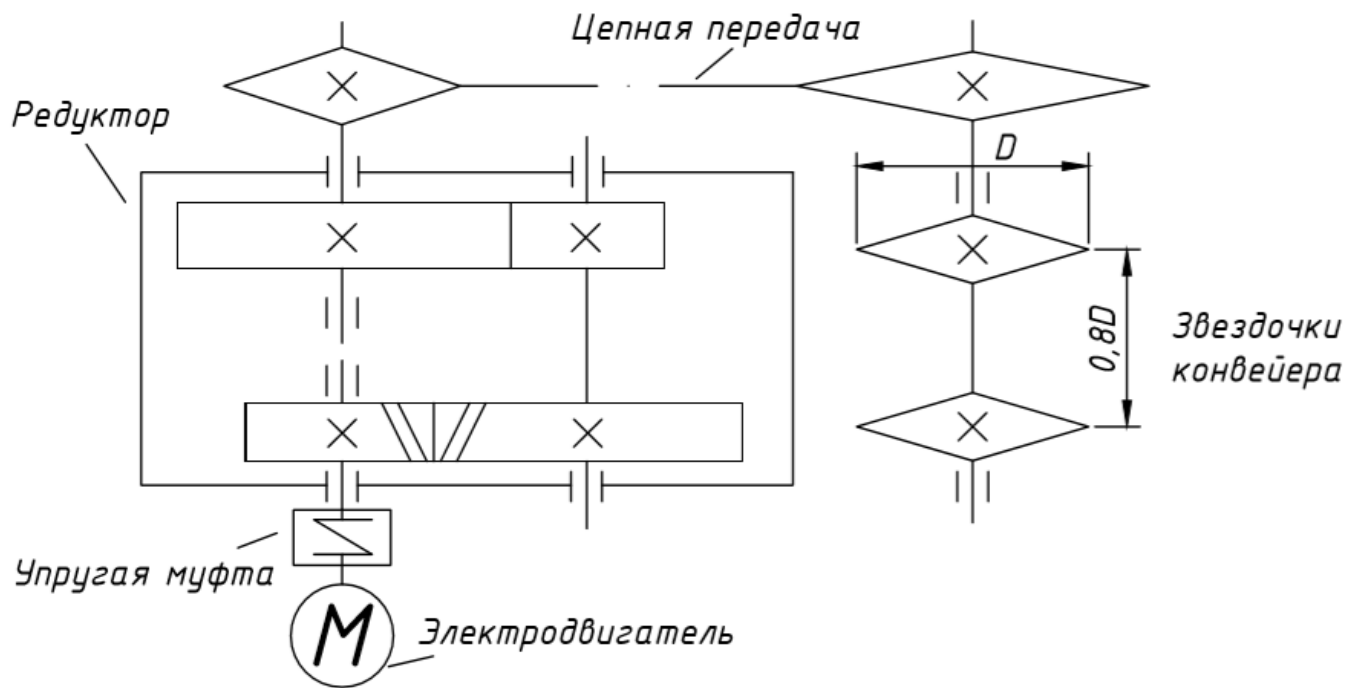 Цепная передача
Редуктор
D
0,8D
Звездочки
конвейера
Упругая муфта
М
Электродвигатель